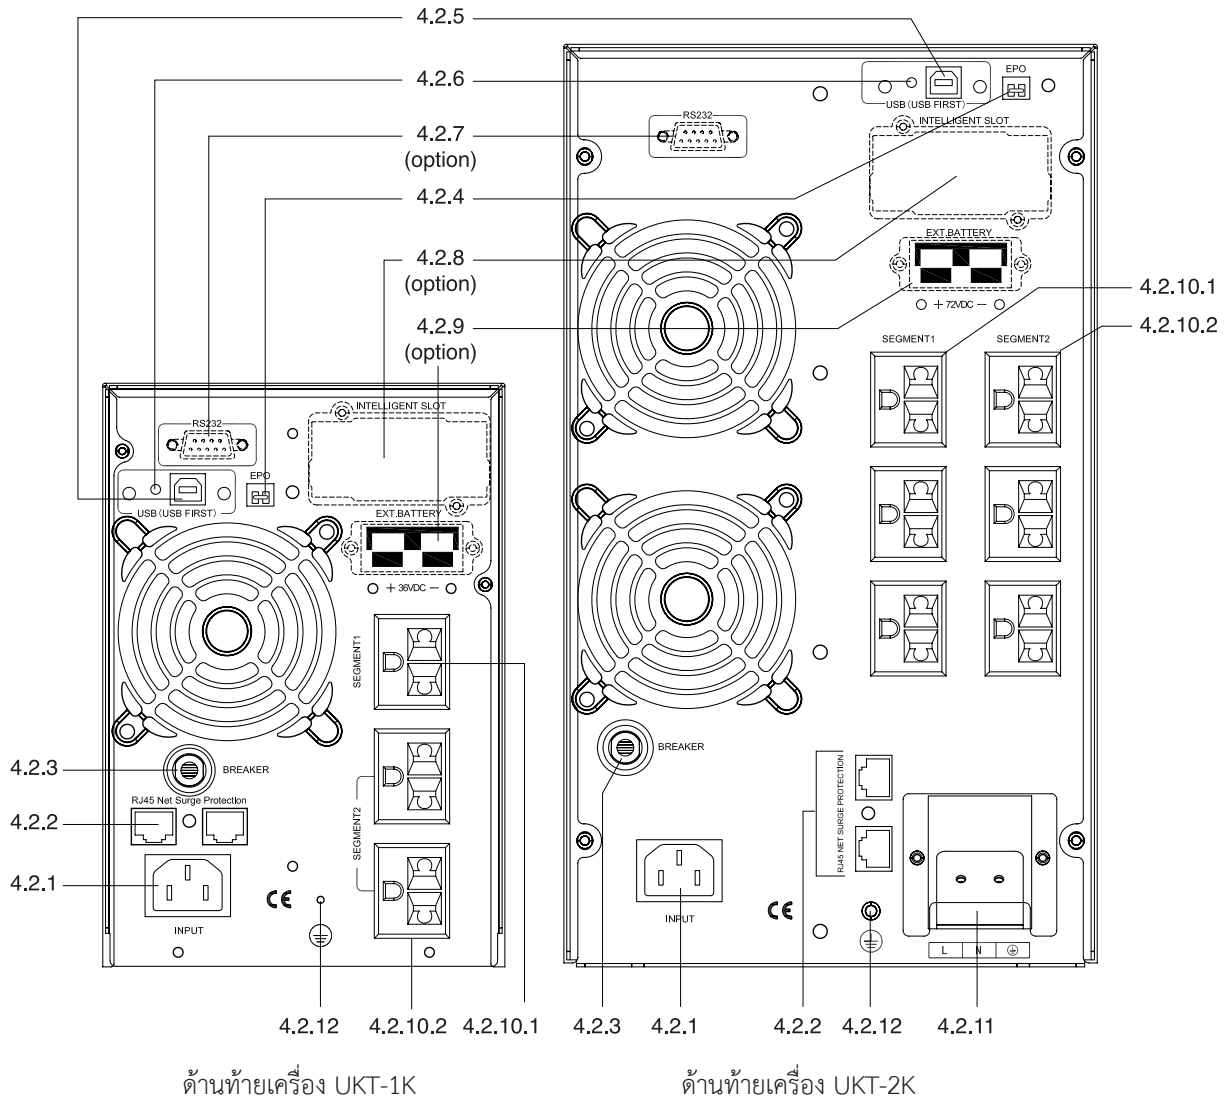 4.2.5
4.2.6
4.2.7
(option)
4.2.4
4.2.8
(option)
4.2.9
(option)
EPO
USB (USB FIRST)
RS232
INTELLIGENT SLOT
EXT.BATTERY
+ 72VDC −
4.2.10.1
4.2.10.2
SEGMENT1
SEGMENT2
INTELLIGENT SLOT
RS232
EPO
USB (USB FIRST)
EXT.BATTERY
+ 36VDC −
SEGMENT1
SEGMENT2
4.2.3
BREAKER
RJ45 Net Surge Protection
4.2.2
4.2.1
INPUT
CE
BREAKER
RJ45 NET SURGE PROTECTION
INPUT
CE
L N
4.2.12
4.2.10.2
4.2.10.1
4.2.3
4.2.1
4.2.2
4.2.12
4.2.11
ด้านท้ายเครื่อง UKT-1K
ด้านท้ายเครื่อง UKT-2K